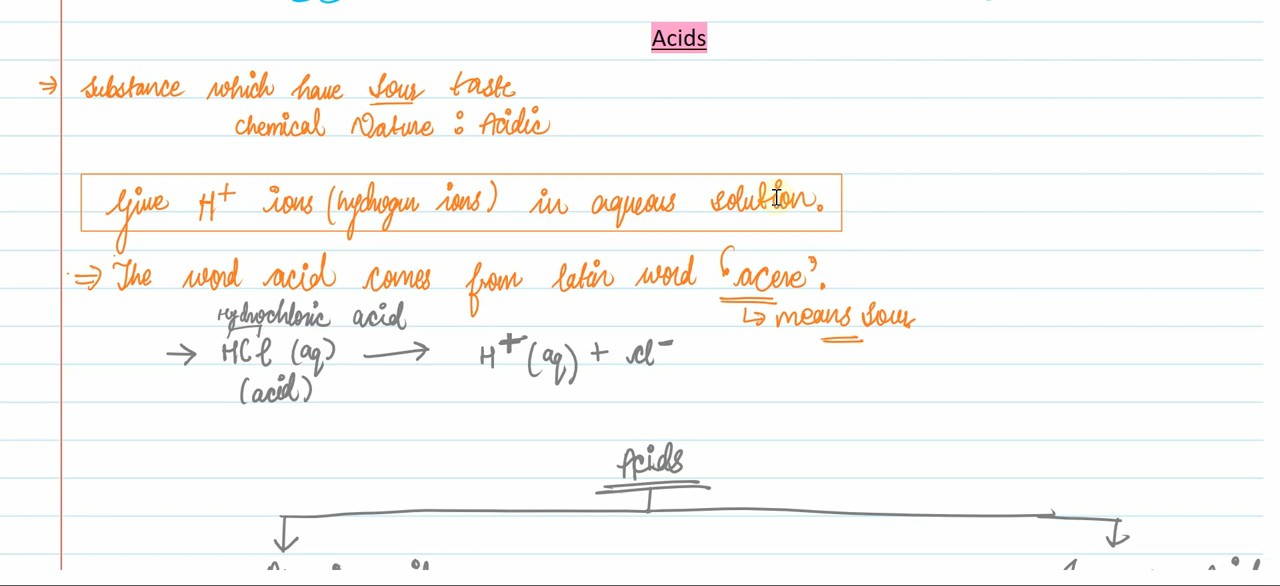 Acids
⇒ Substance which have sour taste
chemical Nature : Acidic
Give H+ ions (hydrogen ions) in aqueous solution.
⇒ The word acid comes from latin word 'acere'.
↳ means sour
Hydrochloric acid
→ HCl (aq) ⟶ H+ (aq) + Cl-
(acid)
Acids